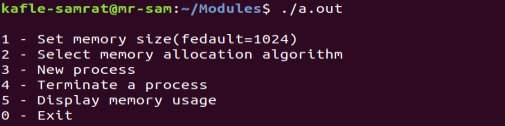 kafle-samrat@mr-sam:~/Modules$ ./a.out
1 - Set memory size(fedault=1024)
2 - Select memory allocation algorithm
3 - New process
4 - Terminate a process
5 - Display memory usage
0 - Exit